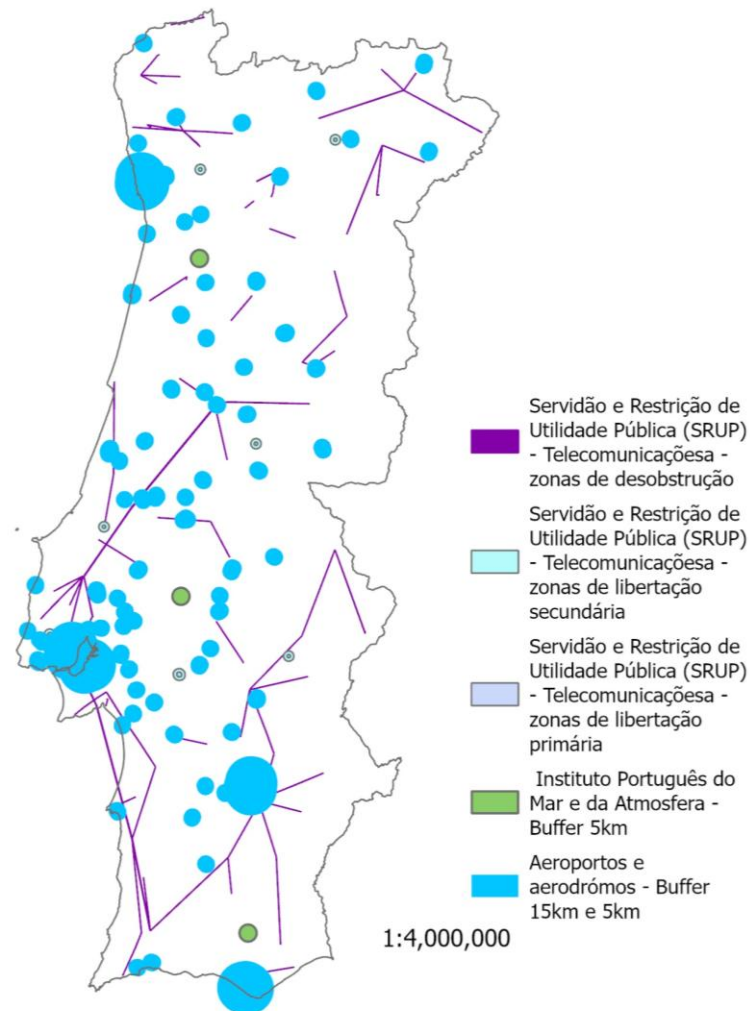 Servidão e Restrição de
Utilidade Pública (SRUP)
- Telecomunicaçõesa -
zonas de desobstrução
Servidão e Restrição de
Utilidade Pública (SRUP)
- Telecomunicaçõesa -
zonas de libertação
secundária
Servidão e Restrição de
Utilidade Pública (SRUP)
- Telecomunicaçõesa -
zonas de libertação
primária
Instituto Português do
Mar e da Atmosfera -
Buffer 5km
Aeroportos e
aerodrómos - Buffer
15km e 5km
1:4,000,000